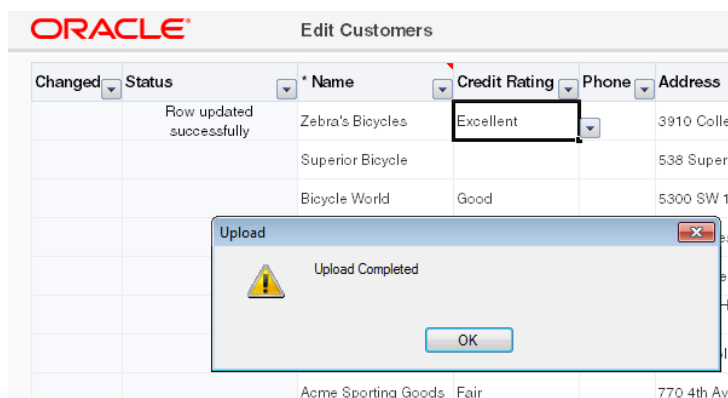 ORACLE Edit Customers
Changed Status * Name Credit Rating Phone Address
Row updated
successfully
Zebra's Bicycles Excellent 3910 Colle
Superior Bicycle 538 Super
Bicycle World Good 5300 SW 1
Upload
Upload Completed
OK
Acme Sporting Goods Fair 770 4th Av